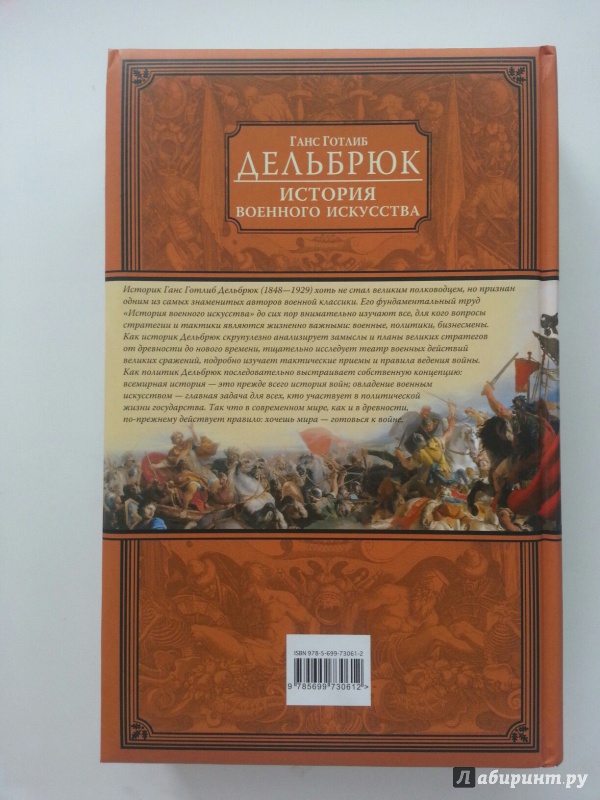 Ганс Готлиб
ДЕЛЬБРЮК
ИСТОРИЯ
ВОЕННОГО ИСКУССТВА
Историк Ганс Готлиб Дельбрюк (1848—1929) хоть не стал великим полководцем, но признан
одним из самых знаменитых авторов военной классики. Его фундаментальный труд
«История военного искусства» до сих пор внимательно изучают все, для кого вопросы
стратегии и тактики являются жизненно важными: военные, политики, бизнесмены.
Как историк Дельбрюк скрупулезно анализирует замыслы и планы великих стратегов
от древности до нового времени, тщательно исследует театр военных действий
великих сражений, подробно изучает тактические приемы и правила ведения войны.
Как политик Дельбрюк последовательно выстраивает собственную концепцию:
всемирная история — это прежде всего история войн; овладение военным
искусством — главная задача для всех, кто участвует в политической
жизни государства. Так что в современном мире, как и в древности,
по-прежнему действует правило: хочешь мира — готовься к войне.
ISBN 978-5-699-73061-2
9 785699 730612 >
Лабиринт.ру